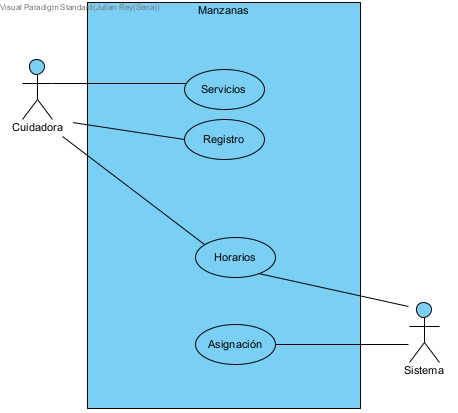 Visual Paradigm Standard(Julian Rey(Sena))
Manzanas
Servicios
Cuidadora
Registro
Horarios
Asignación
Sistema